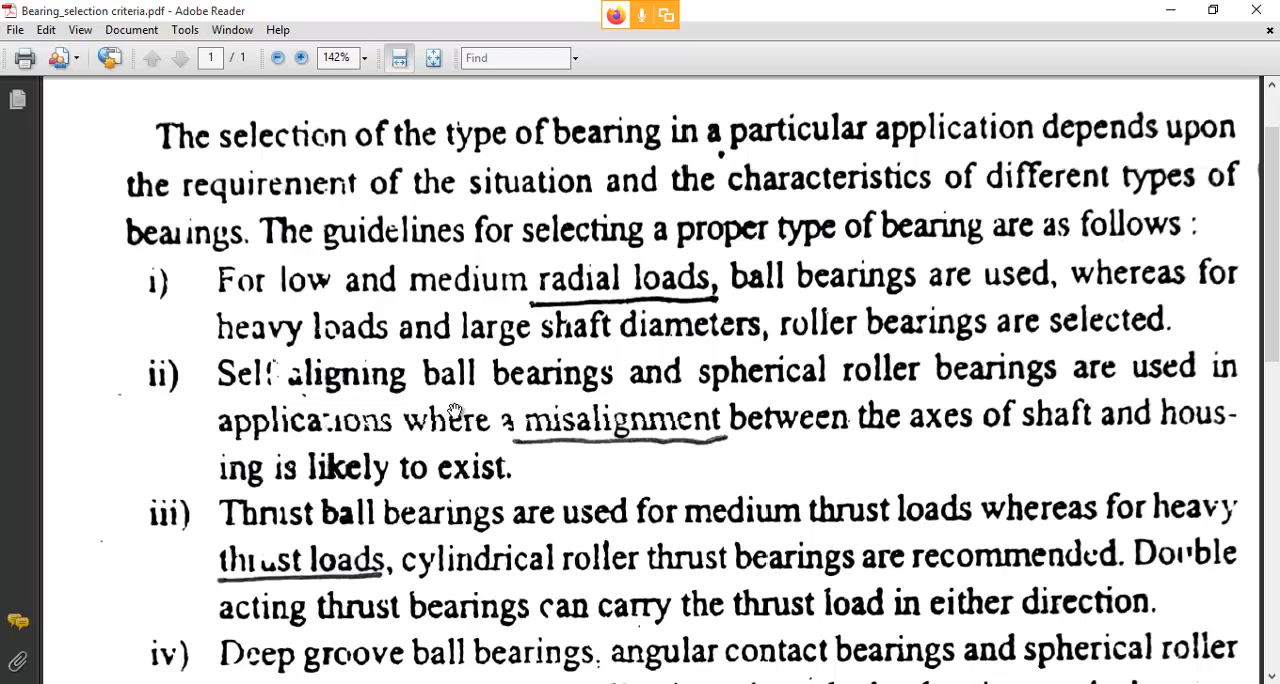 Bearing_selection criteria.pdf - Adobe Reader
File Edit View Document Tools Window Help
1 / 1 142% Find
The selection of the type of bearing in a particular application depends upon
the requirement of the situation and the characteristics of different types of
bearings. The guidelines for selecting a proper type of bearing are as follows :
i) For low and medium radial loads, ball bearings are used, whereas for
heavy loads and large shaft diameters, roller bearings are selected.
ii) Self aligning ball bearings and spherical roller bearings are used in
applications where a misalignment between the axes of shaft and hous-
ing is likely to exist.
iii) Thrust ball bearings are used for medium thrust loads whereas for heavy
thrust loads, cylindrical roller thrust bearings are recommended. Double
acting thrust bearings can carry the thrust load in either direction.
iv) Deep groove ball bearings, angular contact bearings and spherical roller